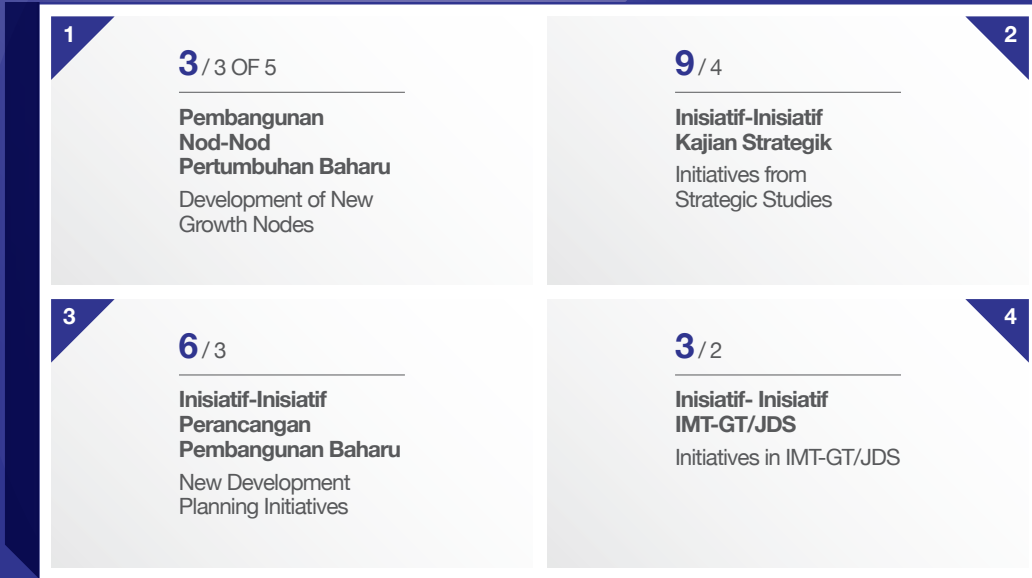 1
3 / 3 OF 5
Pembangunan
Nod-Nod
Pertumbuhan Baharu
Development of New
Growth Nodes
2
9 / 4
Inisiatif-Inisiatif
Kajian Strategik
Initiatives from
Strategic Studies
3
6 / 3
Inisiatif-Inisiatif
Perancangan
Pembangunan Baharu
New Development
Planning Initiatives
4
3 / 2
Inisiatif- Inisiatif
IMT-GT/JDS
Initiatives in IMT-GT/JDS